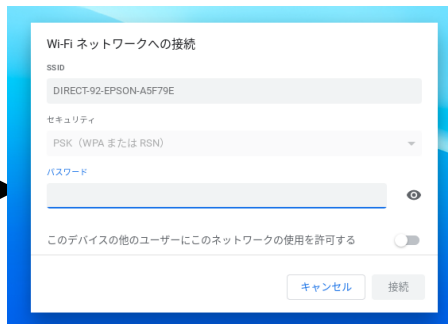 Wi-Fi ネットワークへの接続
SSID
DIRECT-92-EPSON-A5F79E
セキュリティ
PSK（WPA または RSN）
パスワード
このデバイスの他のユーザーにこのネットワークの使用を許可する
キャンセル 接続